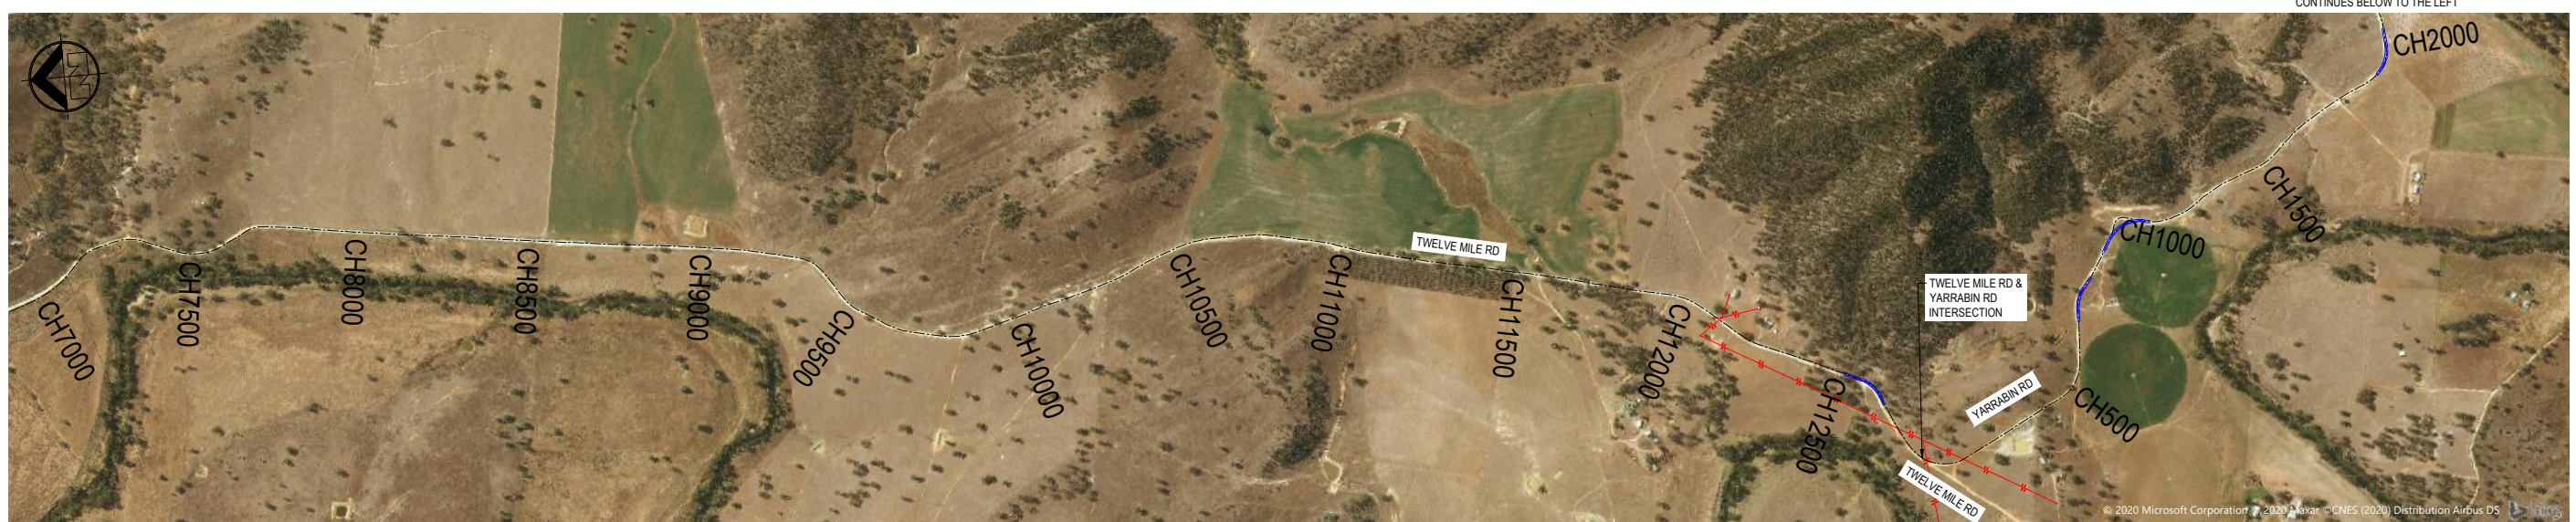 CONTINUES BELOW TO THE LEFT
CH2000
CH1500
CH1000
CH500
YARRABIN RD
TWELVE MILE RD &
YARRABIN RD
INTERSECTION
TWELVE MILE RD
TWELVE MILE RD
CH7000
CH7500
CH8000
CH8500
CH9000
CH9500
CH10000
CH10500
CH11000
CH11500
CH12000
CH12500
© 2020 Microsoft Corporation © 2020 Maxar ©CNES (2020) Distribution Airbus DS